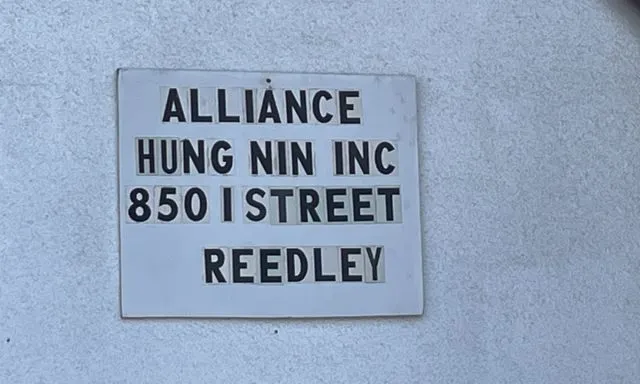 ALLIANCE
HUNG NIN INC
850 I STREET
REEDLEY